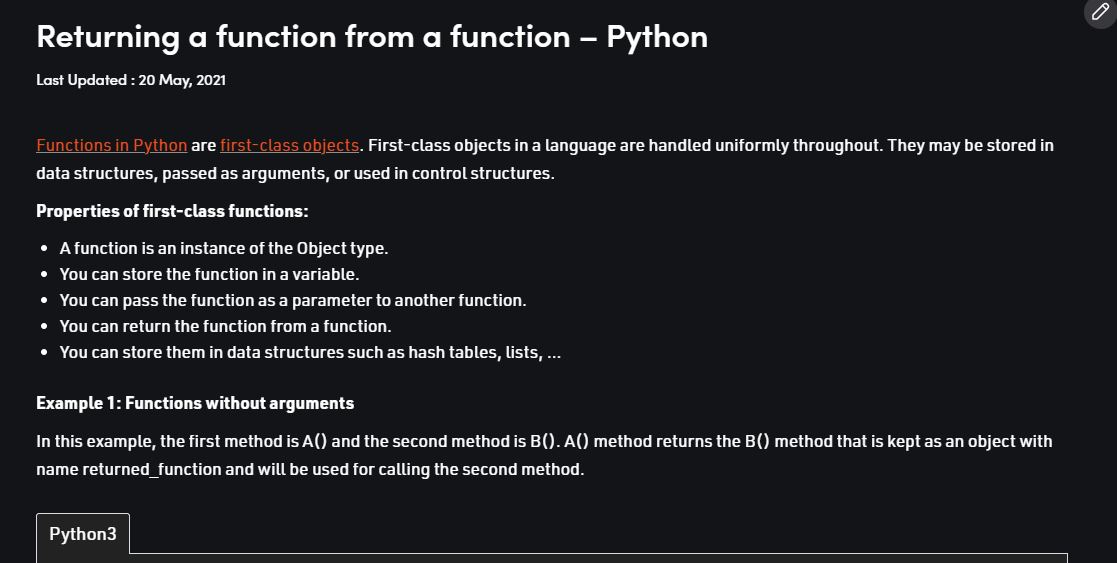 Returning a function from a function – Python
Last Updated : 20 May, 2021
Functions in Python are first-class objects. First-class objects in a language are handled uniformly throughout. They may be stored in
data structures, passed as arguments, or used in control structures.
Properties of first-class functions:
• A function is an instance of the Object type.
• You can store the function in a variable.
• You can pass the function as a parameter to another function.
• You can return the function from a function.
• You can store them in data structures such as hash tables, lists, …
Example 1: Functions without arguments
In this example, the first method is A() and the second method is B(). A() method returns the B() method that is kept as an object with
name returned_function and will be used for calling the second method.
Python3